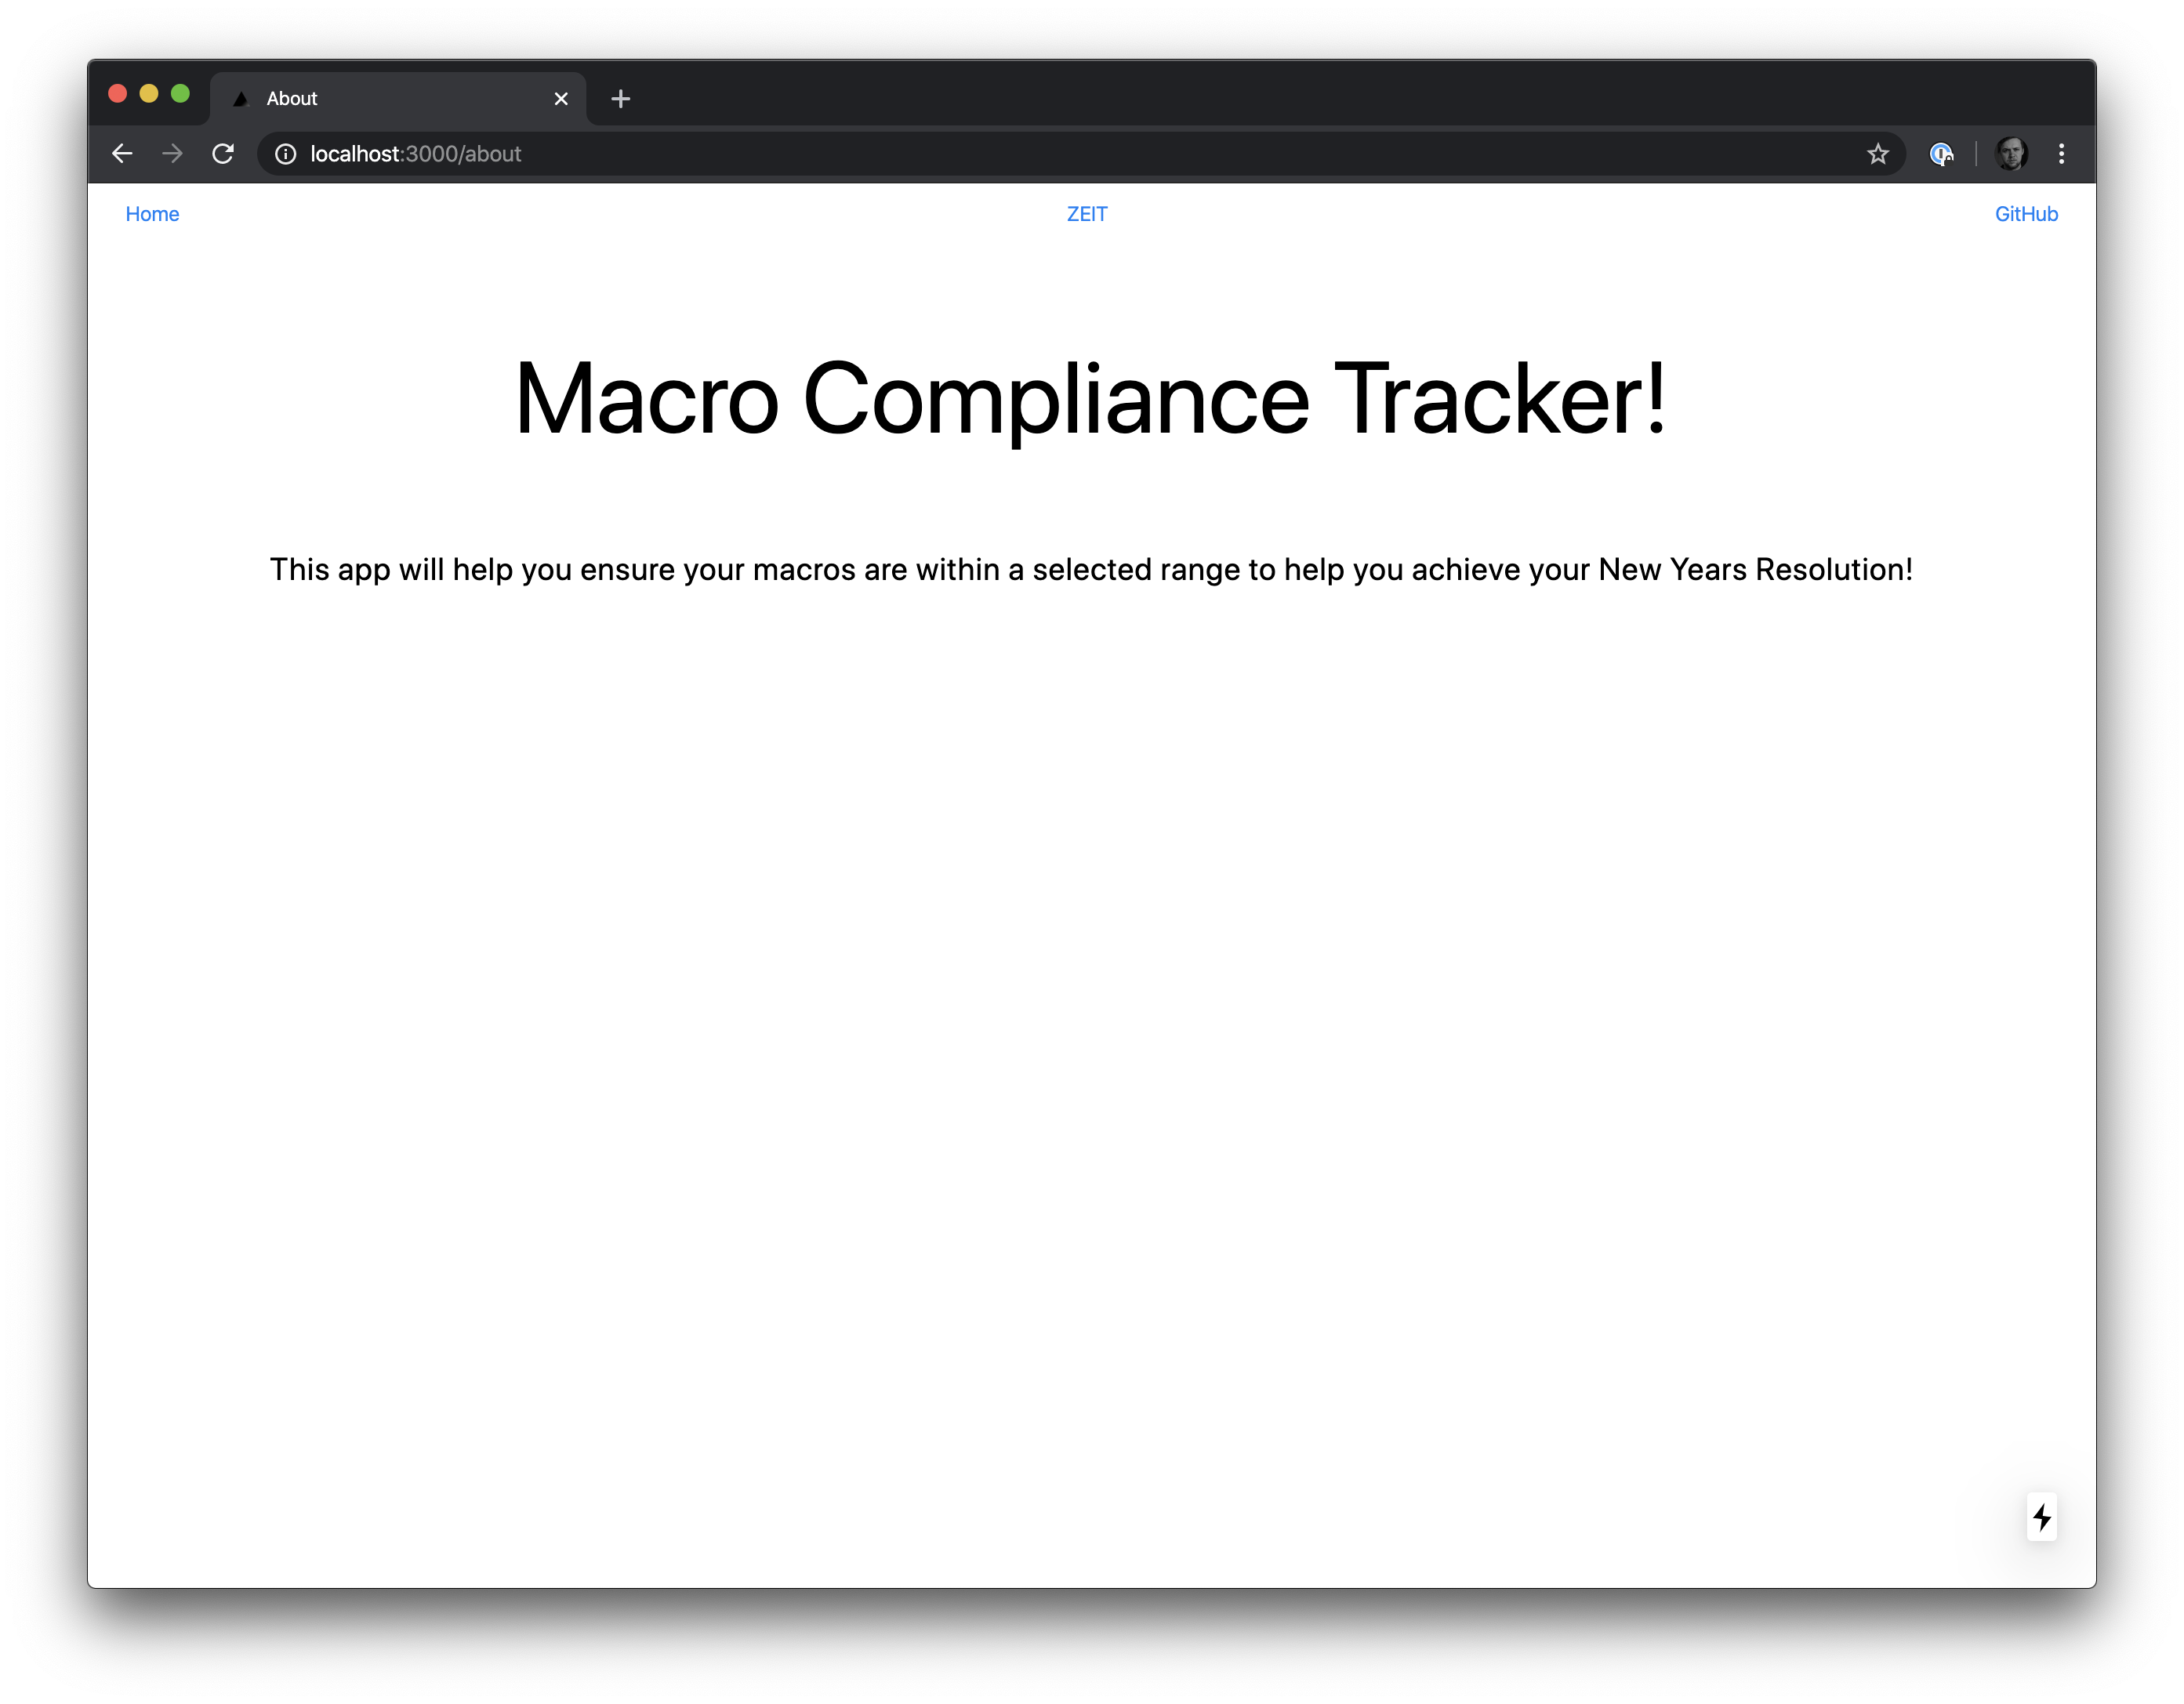 About
localhost:3000/about
Home ZEIT GitHub
Macro Compliance Tracker!
This app will help you ensure your macros are within a selected range to help you achieve your New Years Resolution!